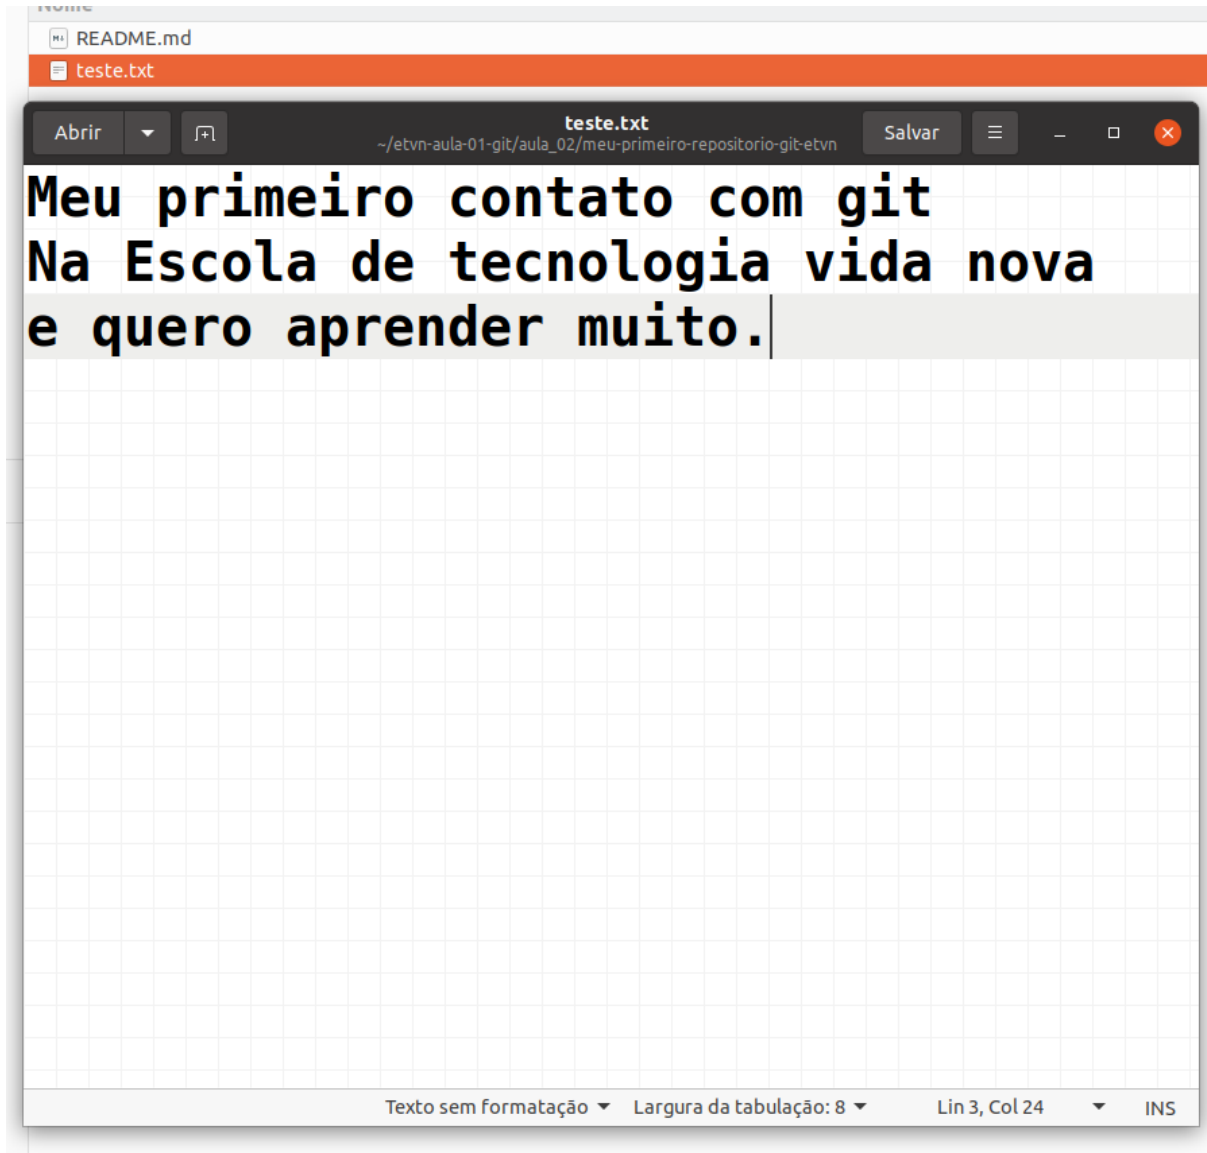 Nome
README.md
teste.txt
Abrir
teste.txt
~/etvn-aula-01-git/aula_02/meu-primeiro-repositorio-git-etvn
Salvar
Meu primeiro contato com git
Na Escola de tecnologia vida nova
e quero aprender muito.
Texto sem formatação
Largura da tabulação: 8
Lin 3, Col 24
INS